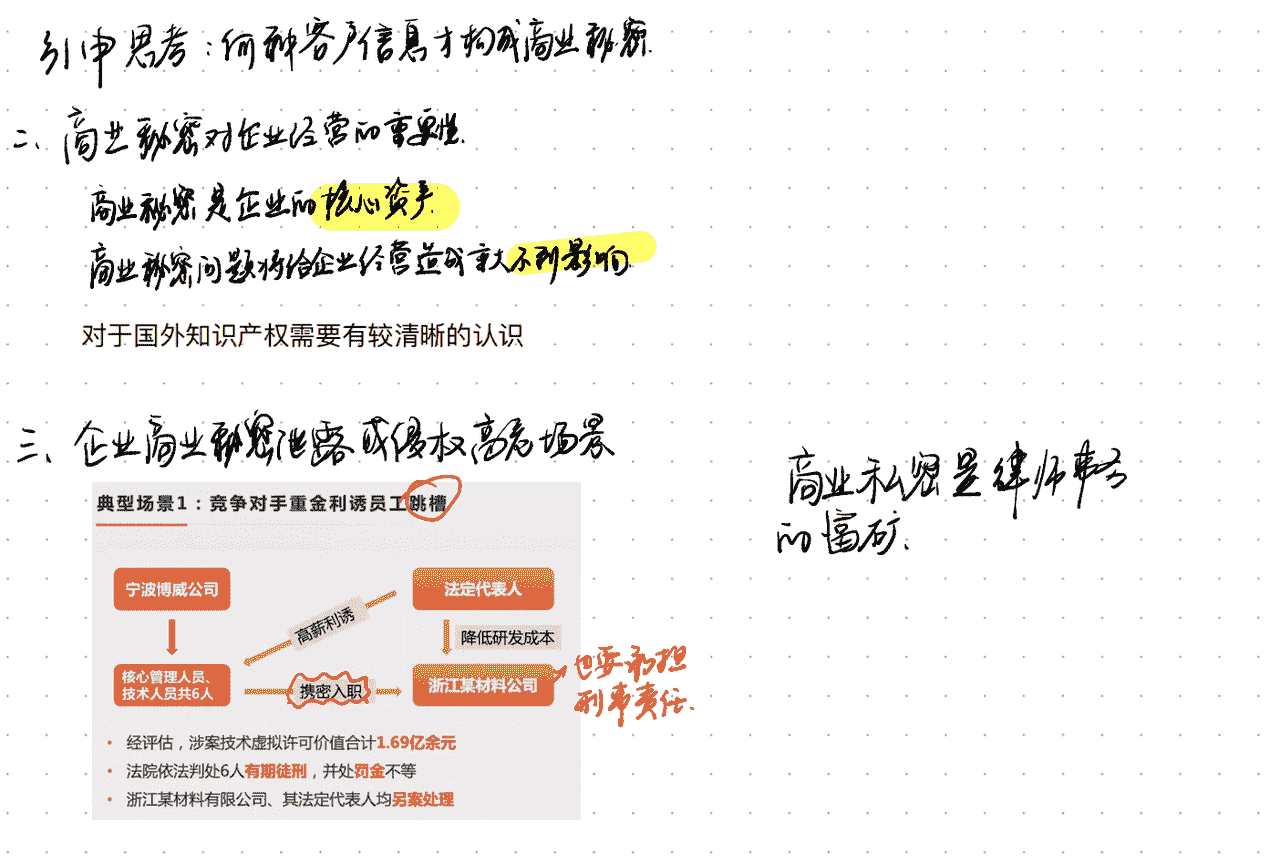 引申思考：何种客户信息才构成商业秘密.
二、商业秘密对企业经营的重要性.
商业秘密是企业的核心资产.
商业秘密问题将给企业经营造成重大不利影响.
对于国外知识产权需要有较清晰的认识
三、企业商业秘密泄露或侵权高危场景
典型场景1：竞争对手重金利诱员工跳槽
宁波博威公司
法定代表人
高薪利诱
降低研发成本
核心管理人员、
技术人员共6人
携密入职
浙江某材料公司
也要承担
刑事责任.
• 经评估，涉案技术虚拟许可价值合计1.69亿余元
• 法院依法判处6人有期徒刑，并处罚金不等
• 浙江某材料有限公司、其法定代表人均另案处理
商业私密是律师事务
的富矿.